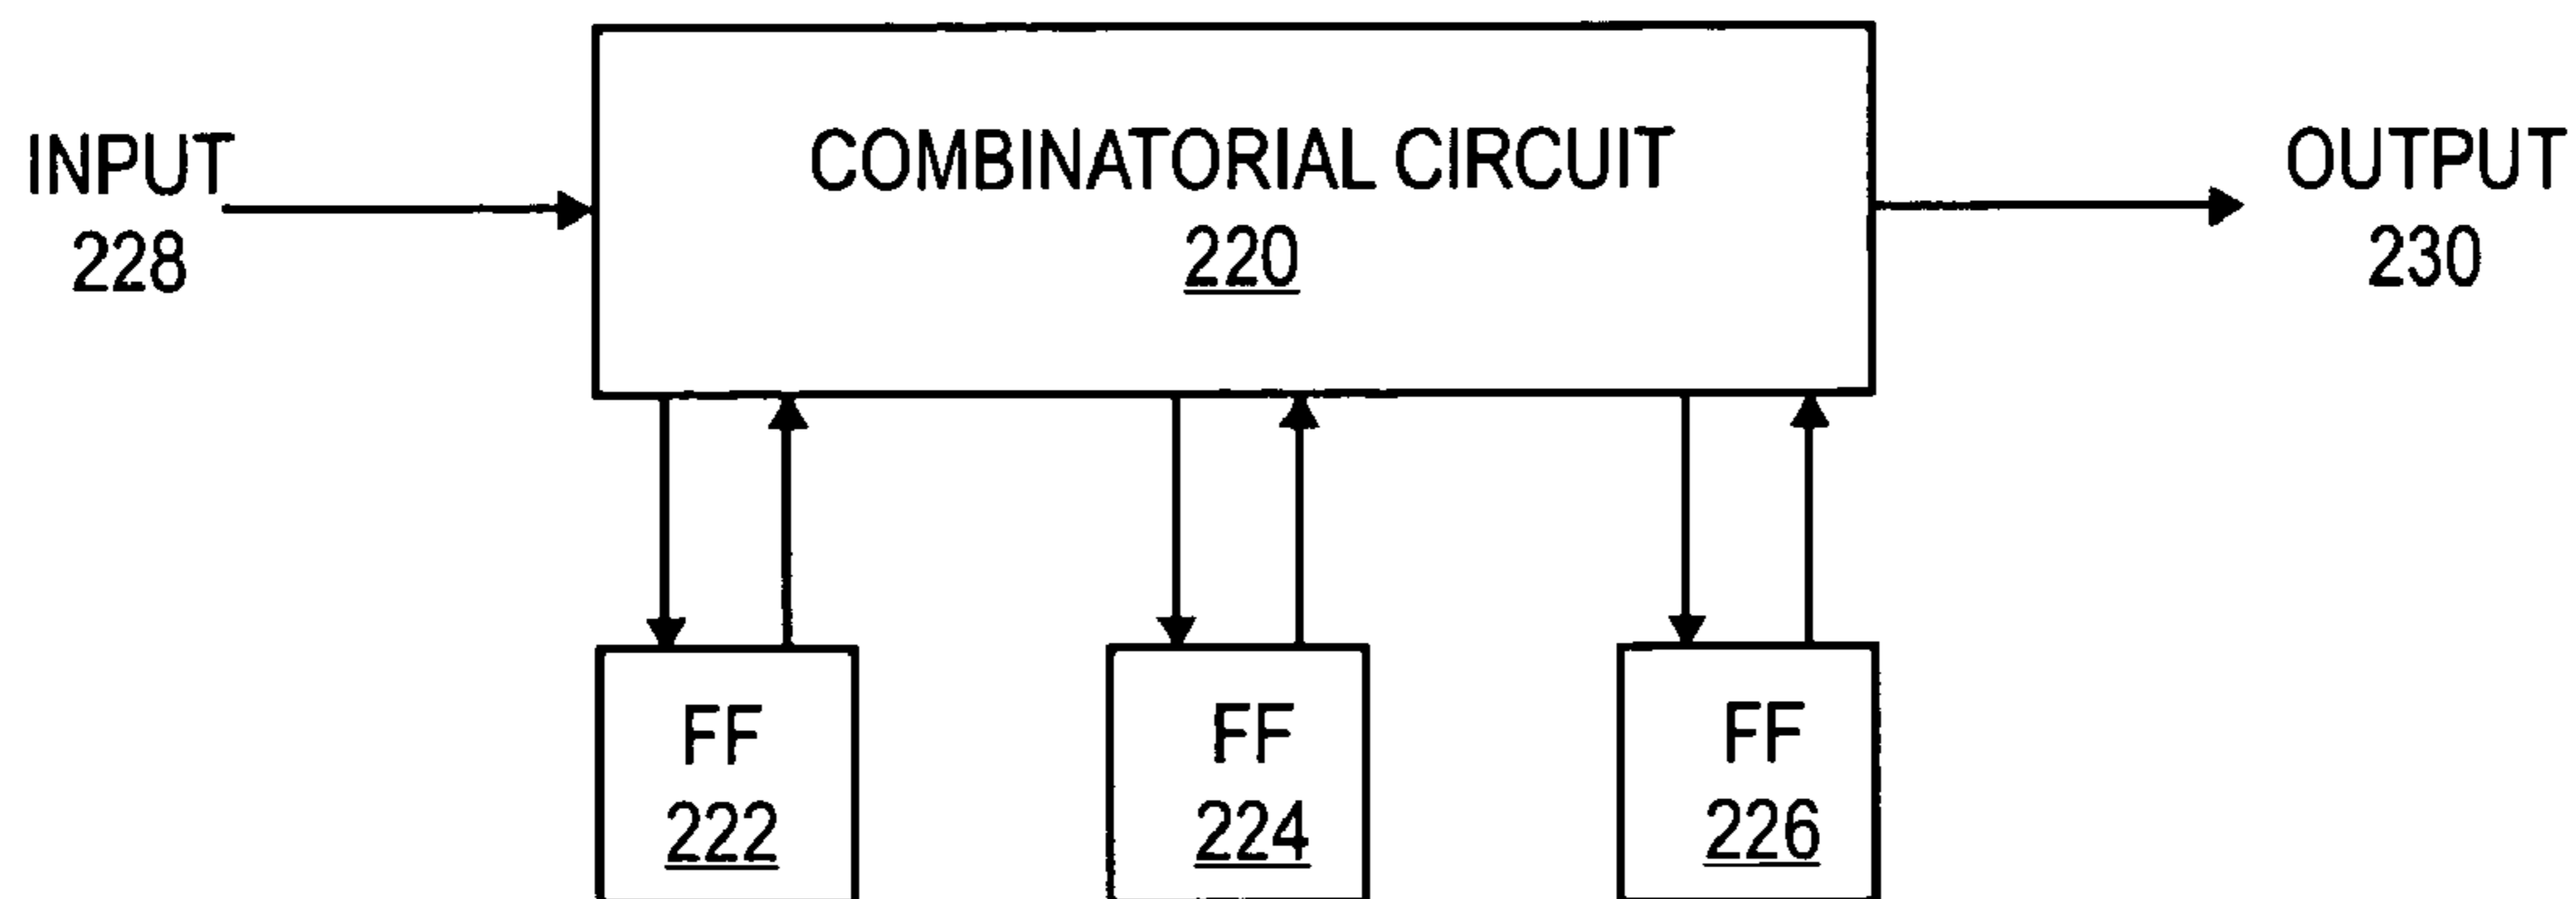 INPUT
228
COMBINATORIAL CIRCUIT
220
OUTPUT
230
FF
222
FF
224
FF
226